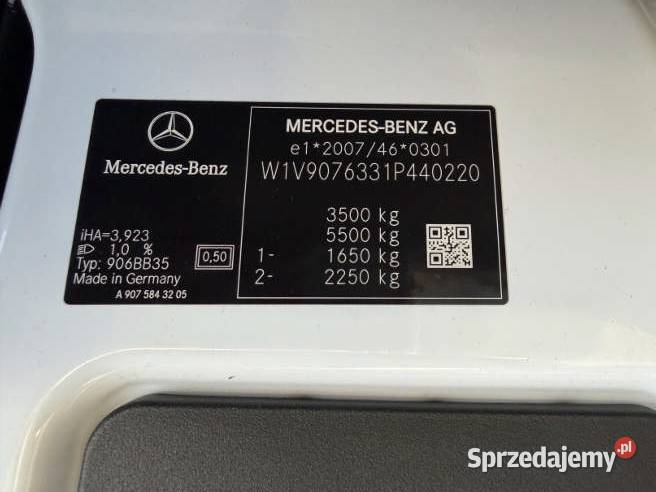 Mercedes-Benz
iHA=3,923
1,0 %
Typ: 906BB35
Made in Germany
0,50
A 907 584 32 05
MERCEDES-BENZ AG
e1*2007/46*0301
W1V9076331P440220
3500 kg
5500 kg
1- 1650 kg
2- 2250 kg
Sprzedajemy.pl